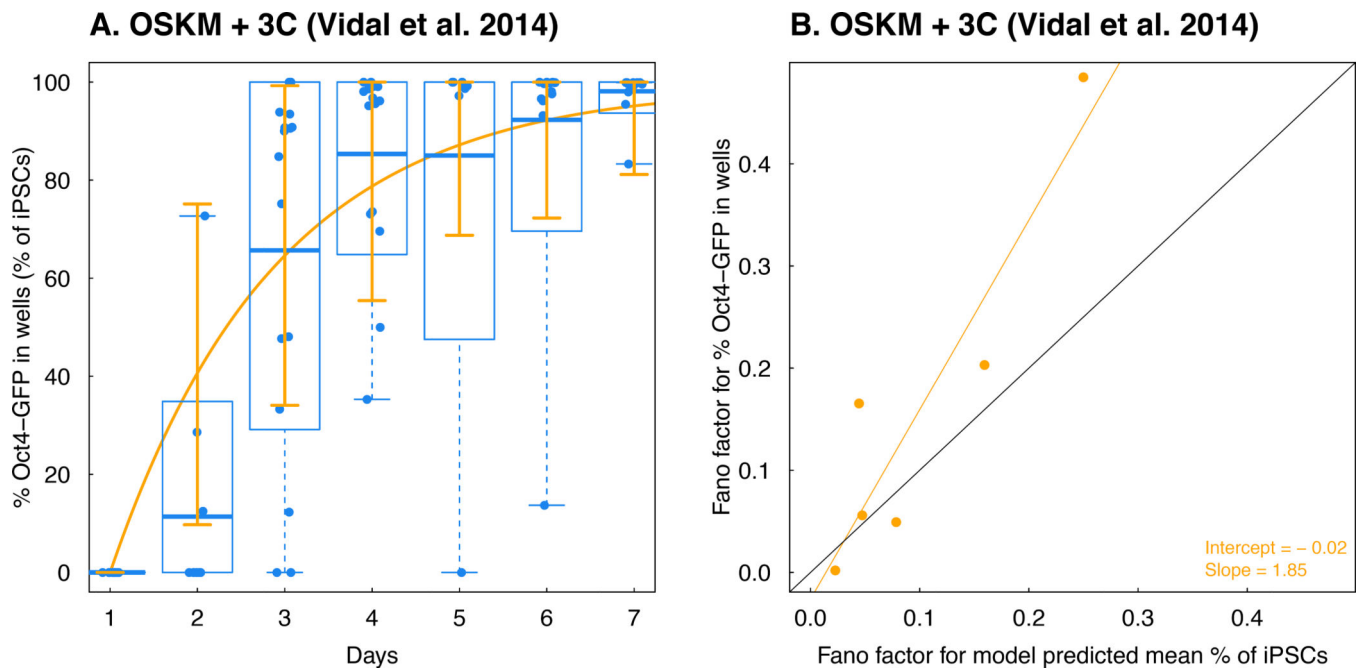 A. OSKM + 3C (Vidal et al. 2014)
% Oct4−GFP in wells (% of iPSCs)
100
80
60
40
20
0
1 2 3 4 5 6 7
Days
B. OSKM + 3C (Vidal et al. 2014)
Fano factor for % Oct4−GFP in wells
0.4
0.3
0.2
0.1
0.0
Intercept = − 0.02
Slope = 1.85
0.0 0.1 0.2 0.3 0.4
Fano factor for model predicted mean % of iPSCs